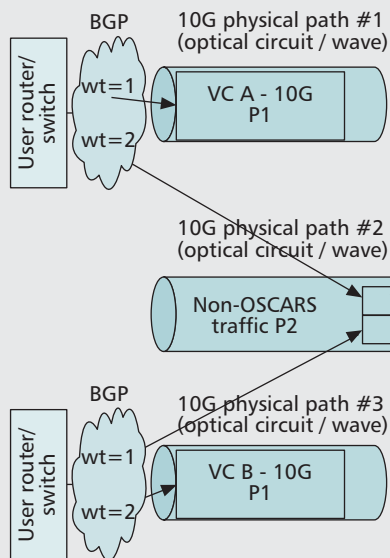 BGP
10G physical path #1
(optical circuit / wave)
User router/
switch
wt=1
wt=2
VC A - 10G
P1
10G physical path #2
(optical circuit / wave)
Non-OSCARS
traffic P2
BGP
10G physical path #3
(optical circuit / wave)
User router/
switch
wt=1
wt=2
VC B - 10G
P1